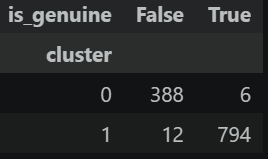 is_genuine False True
cluster
0 388 6
1 12 794